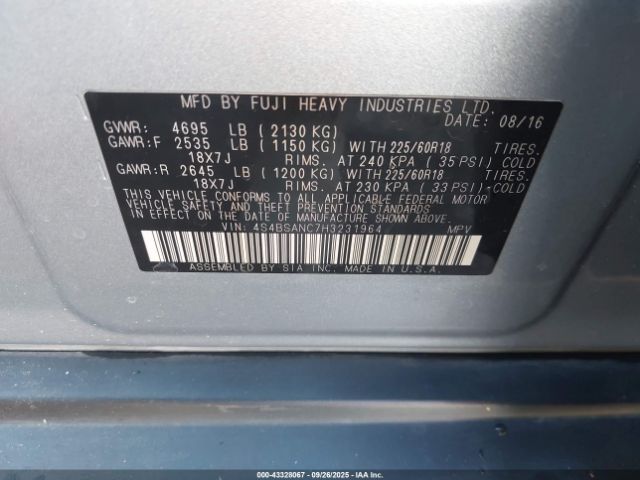 MFD BY FUJI HEAVY INDUSTRIES LTD.
DATE: 08/16
GVWR: 4695 LB (2130 KG)
GAWR:F 2535 LB (1150 KG) WITH 225/60R18 TIRES.
18X7J RIMS. AT 240 KPA (35 PSI) COLD
GAWR:R 2645 LB (1200 KG) WITH 225/60R18 TIRES.
18X7J RIMS. AT 230 KPA (33 PSI) COLD
THIS VEHICLE CONFORMS TO ALL APPLICABLE FEDERAL MOTOR
VEHICLE SAFETY AND THEFT PREVENTION STANDARDS
IN EFFECT ON THE DATE OF MANUFACTURE SHOWN ABOVE.
VIN: 4S4BSANC7H3231964 MPV
ASSEMBLED BY SIA INC. MADE IN U.S.A.
000-43328067 - 09/26/2025 - IAAI.COM